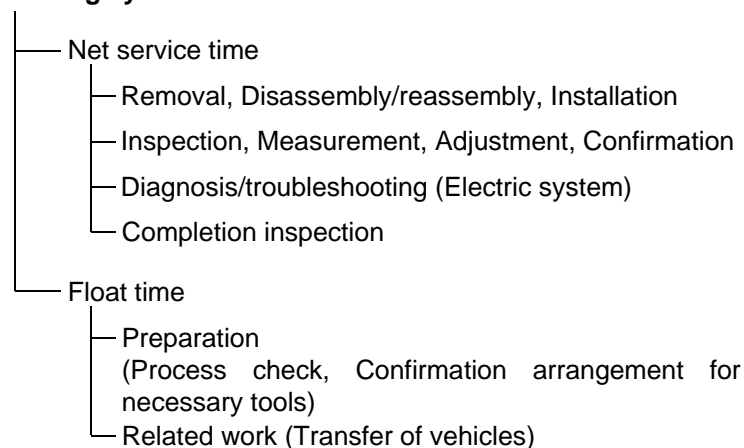 Net service time
Removal, Disassembly/reassembly, Installation
Inspection, Measurement, Adjustment, Confirmation
Diagnosis/troubleshooting (Electric system)
Completion inspection
Float time
Preparation
(Process check, Confirmation arrangement for
necessary tools)
Related work (Transfer of vehicles)